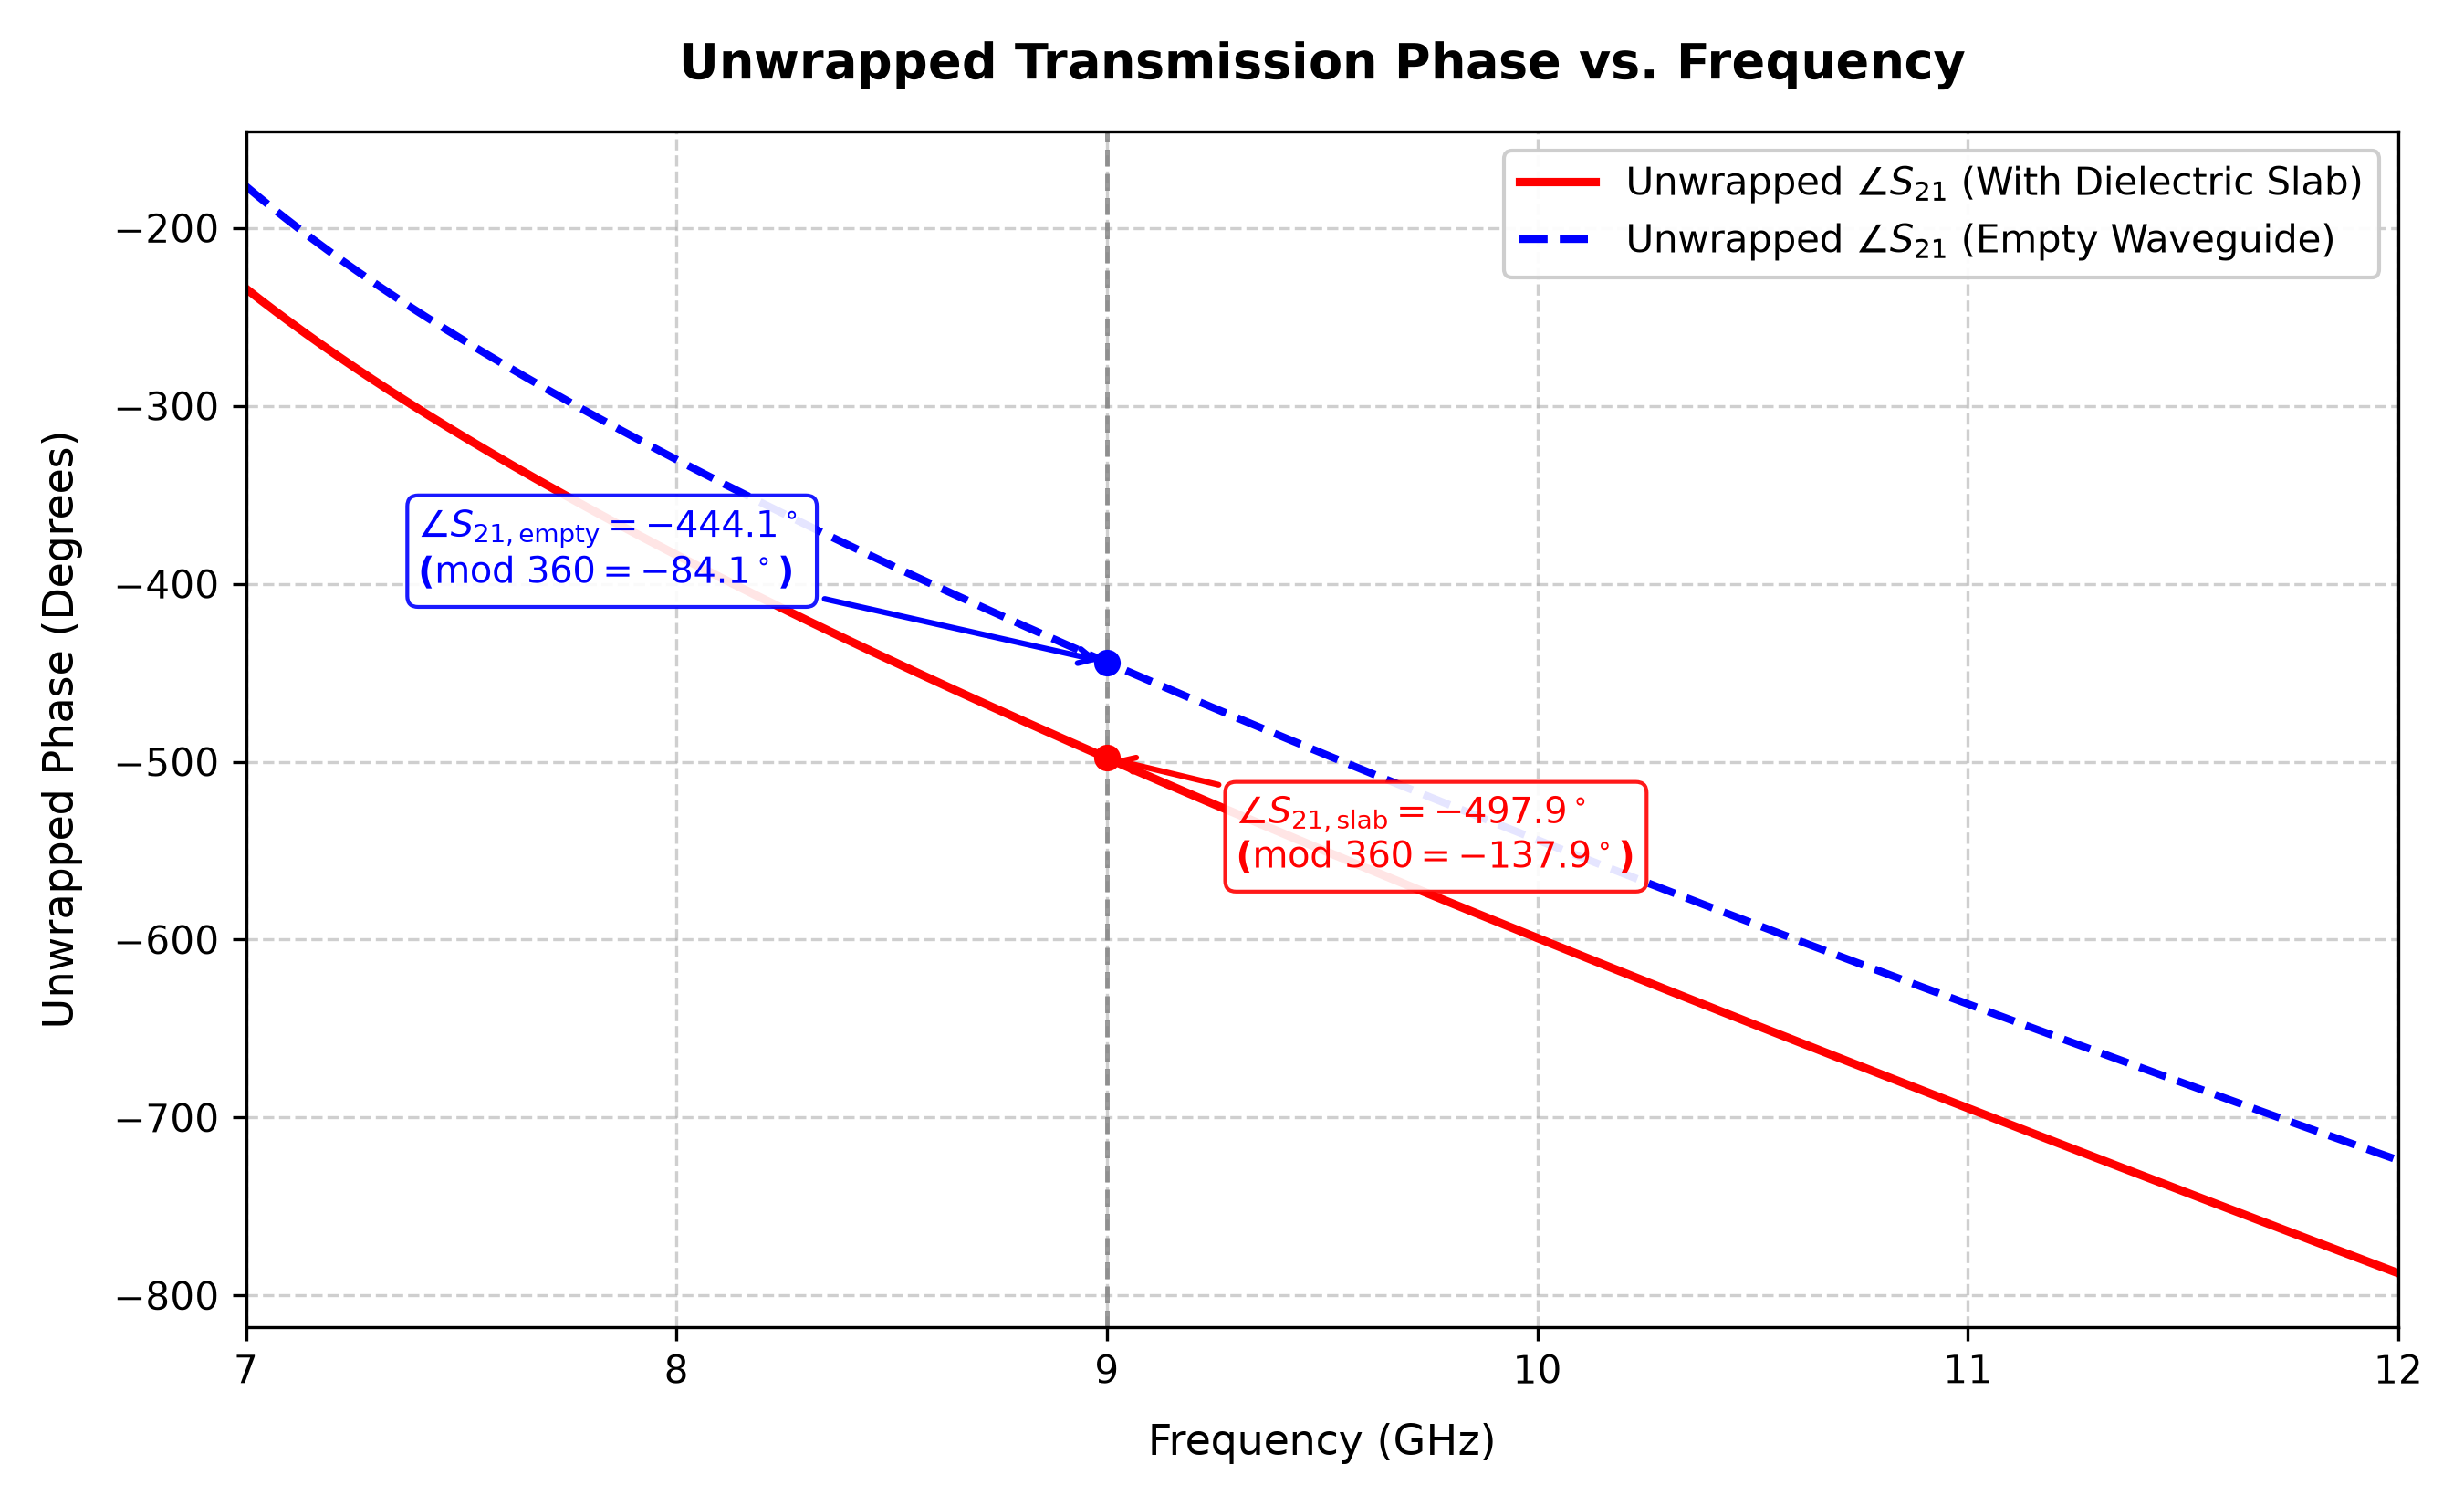 Unwrapped Transmission Phase vs. Frequency
Unwrapped ∠S₂₁ (With Dielectric Slab)
Unwrapped ∠S₂₁ (Empty Waveguide)
Unwrapped Phase (Degrees)
−200
−300
−400
−500
−600
−700
−800
∠S₂₁,empty = −444.1°
(mod 360 = −84.1°)
∠S₂₁,slab = −497.9°
(mod 360 = −137.9°)
7
8
9
10
11
12
Frequency (GHz)